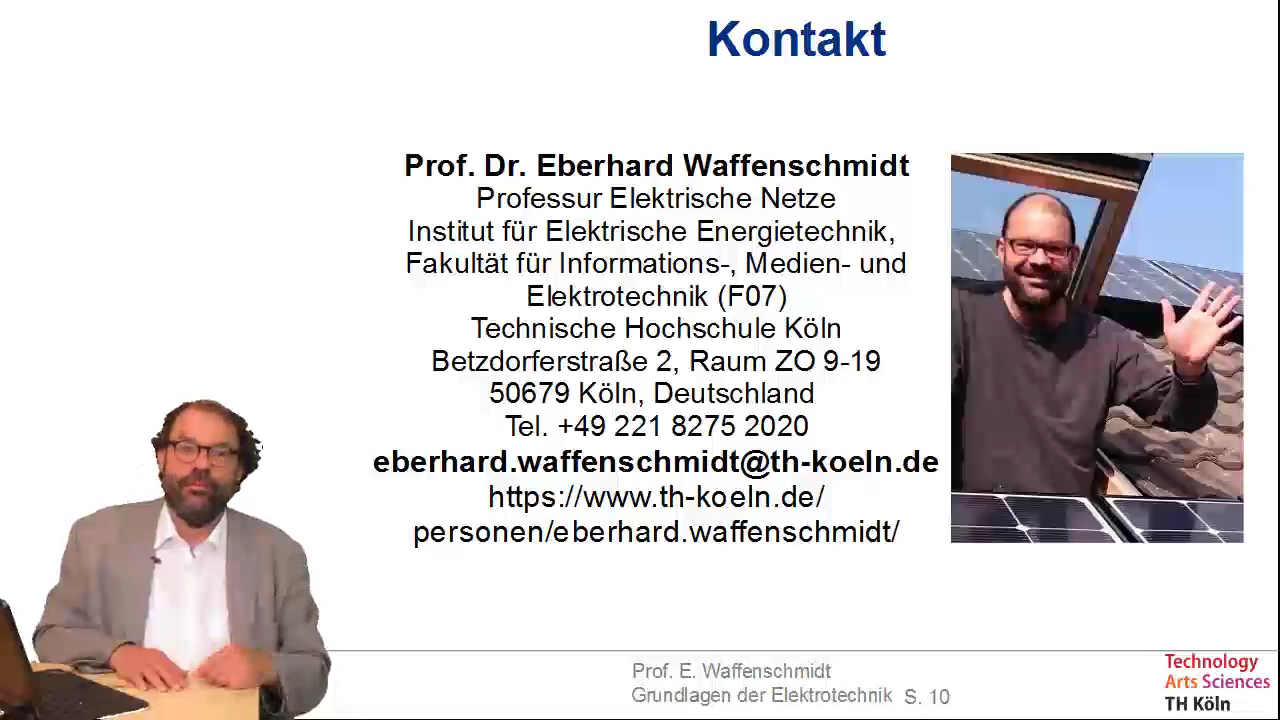 Kontakt
Prof. Dr. Eberhard Waffenschmidt
Professur Elektrische Netze
Institut für Elektrische Energietechnik,
Fakultät für Informations-, Medien- und
Elektrotechnik (F07)
Technische Hochschule Köln
Betzdorferstraße 2, Raum ZO 9-19
50679 Köln, Deutschland
Tel. +49 221 8275 2020
eberhard.waffenschmidt@th-koeln.de
https://www.th-koeln.de/
personen/eberhard.waffenschmidt/
Prof. E. Waffenschmidt
Grundlagen der Elektrotechnik S. 10
Technology
Arts Sciences
TH Köln